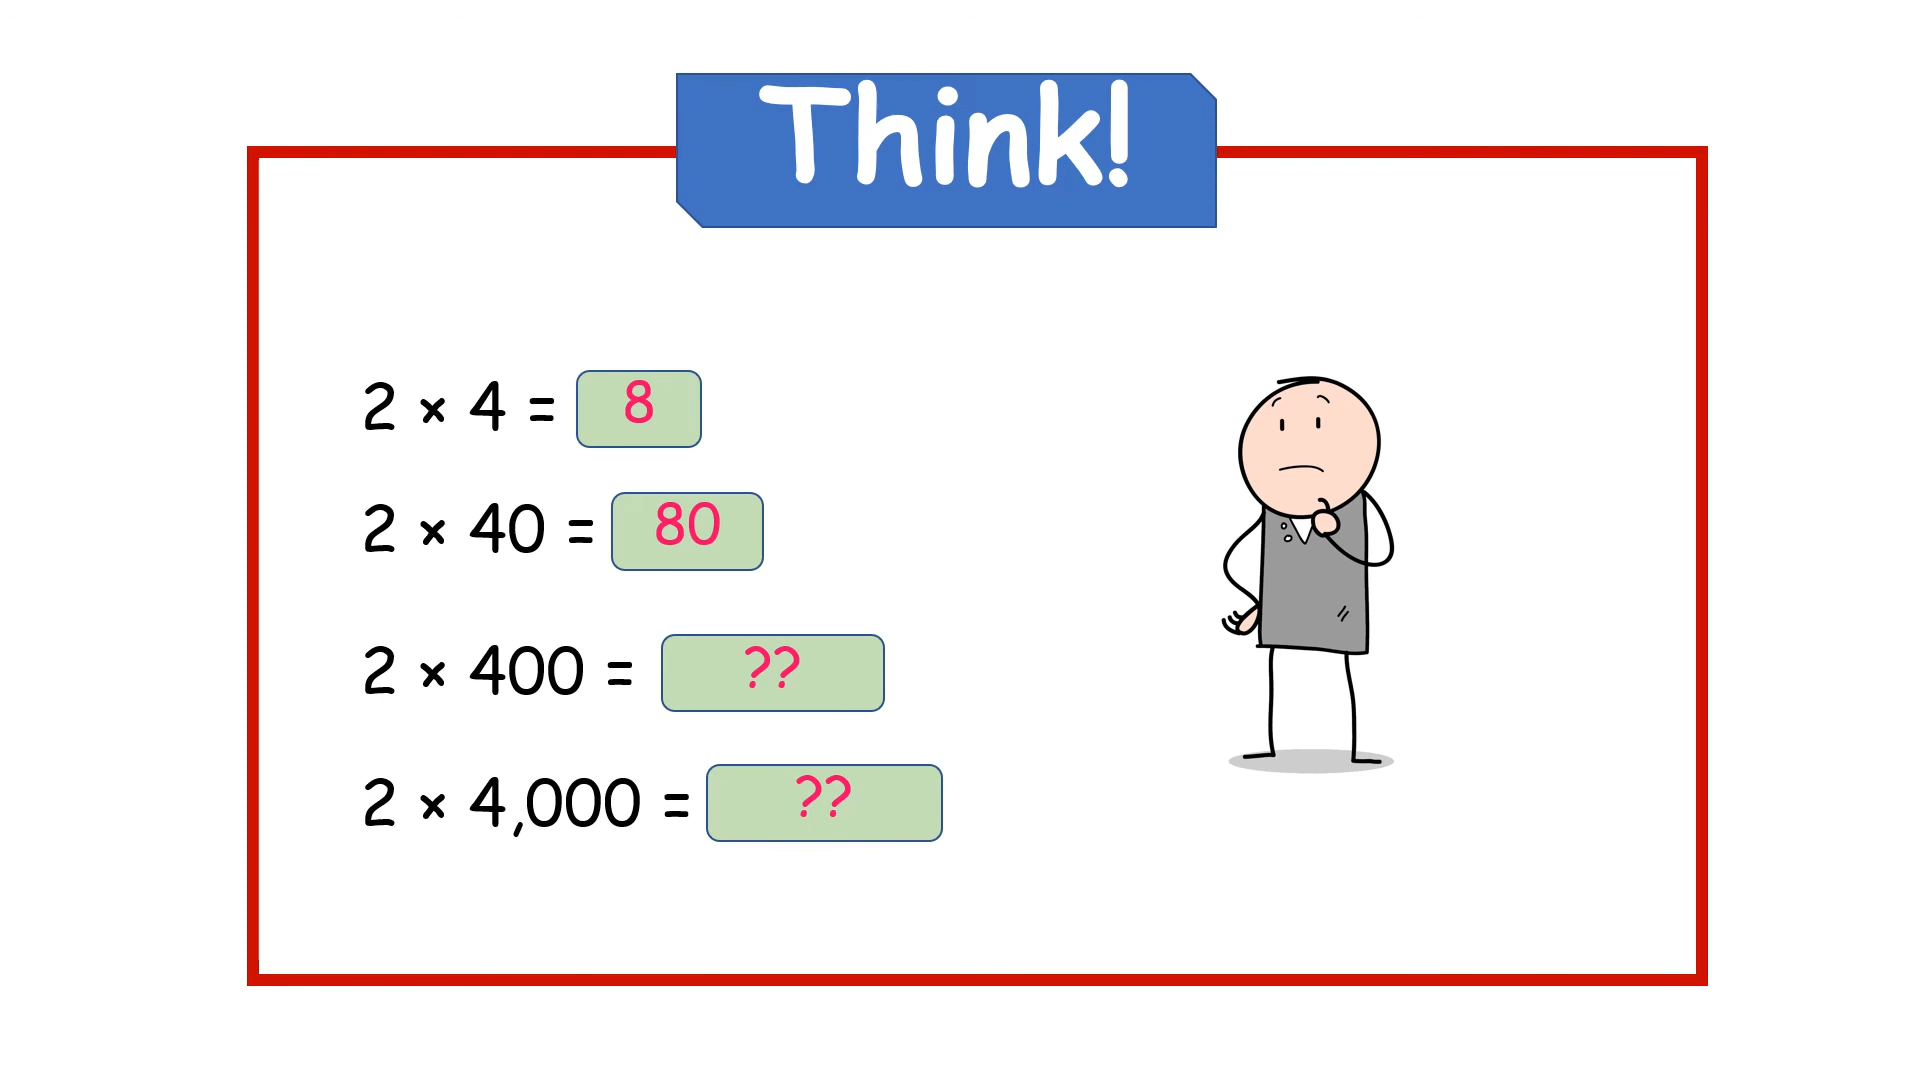 Think!
2 × 4 = 8
2 × 40 = 80
2 × 400 = ??
2 × 4,000 = ??